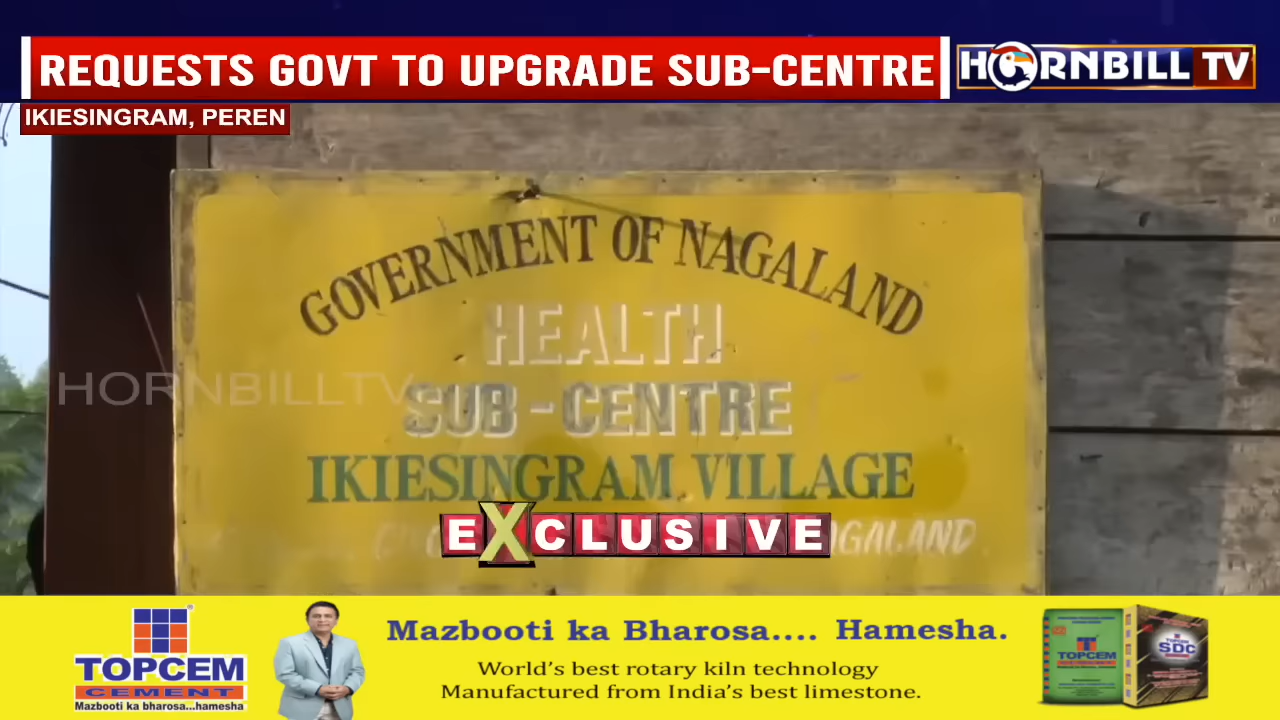 REQUESTS GOVT TO UPGRADE SUB-CENTRE
HORNBILL TV
IKIESINGRAM, PEREN
GOVERNMENT OF NAGALAND
HEALTH
HORNBILLTV
SUB-CENTRE
IKIESINGRAM VILLAGE
EXCLUSIVE
NAGALAND
TOPCEM
CEMENT
Mazbooti ka bharosa...hamesha
Mazbooti ka Bharosa.... Hamesha.
World's best rotary kiln technology
Manufactured from India's best limestone.
TOPCEM
TOPCEM
SDC